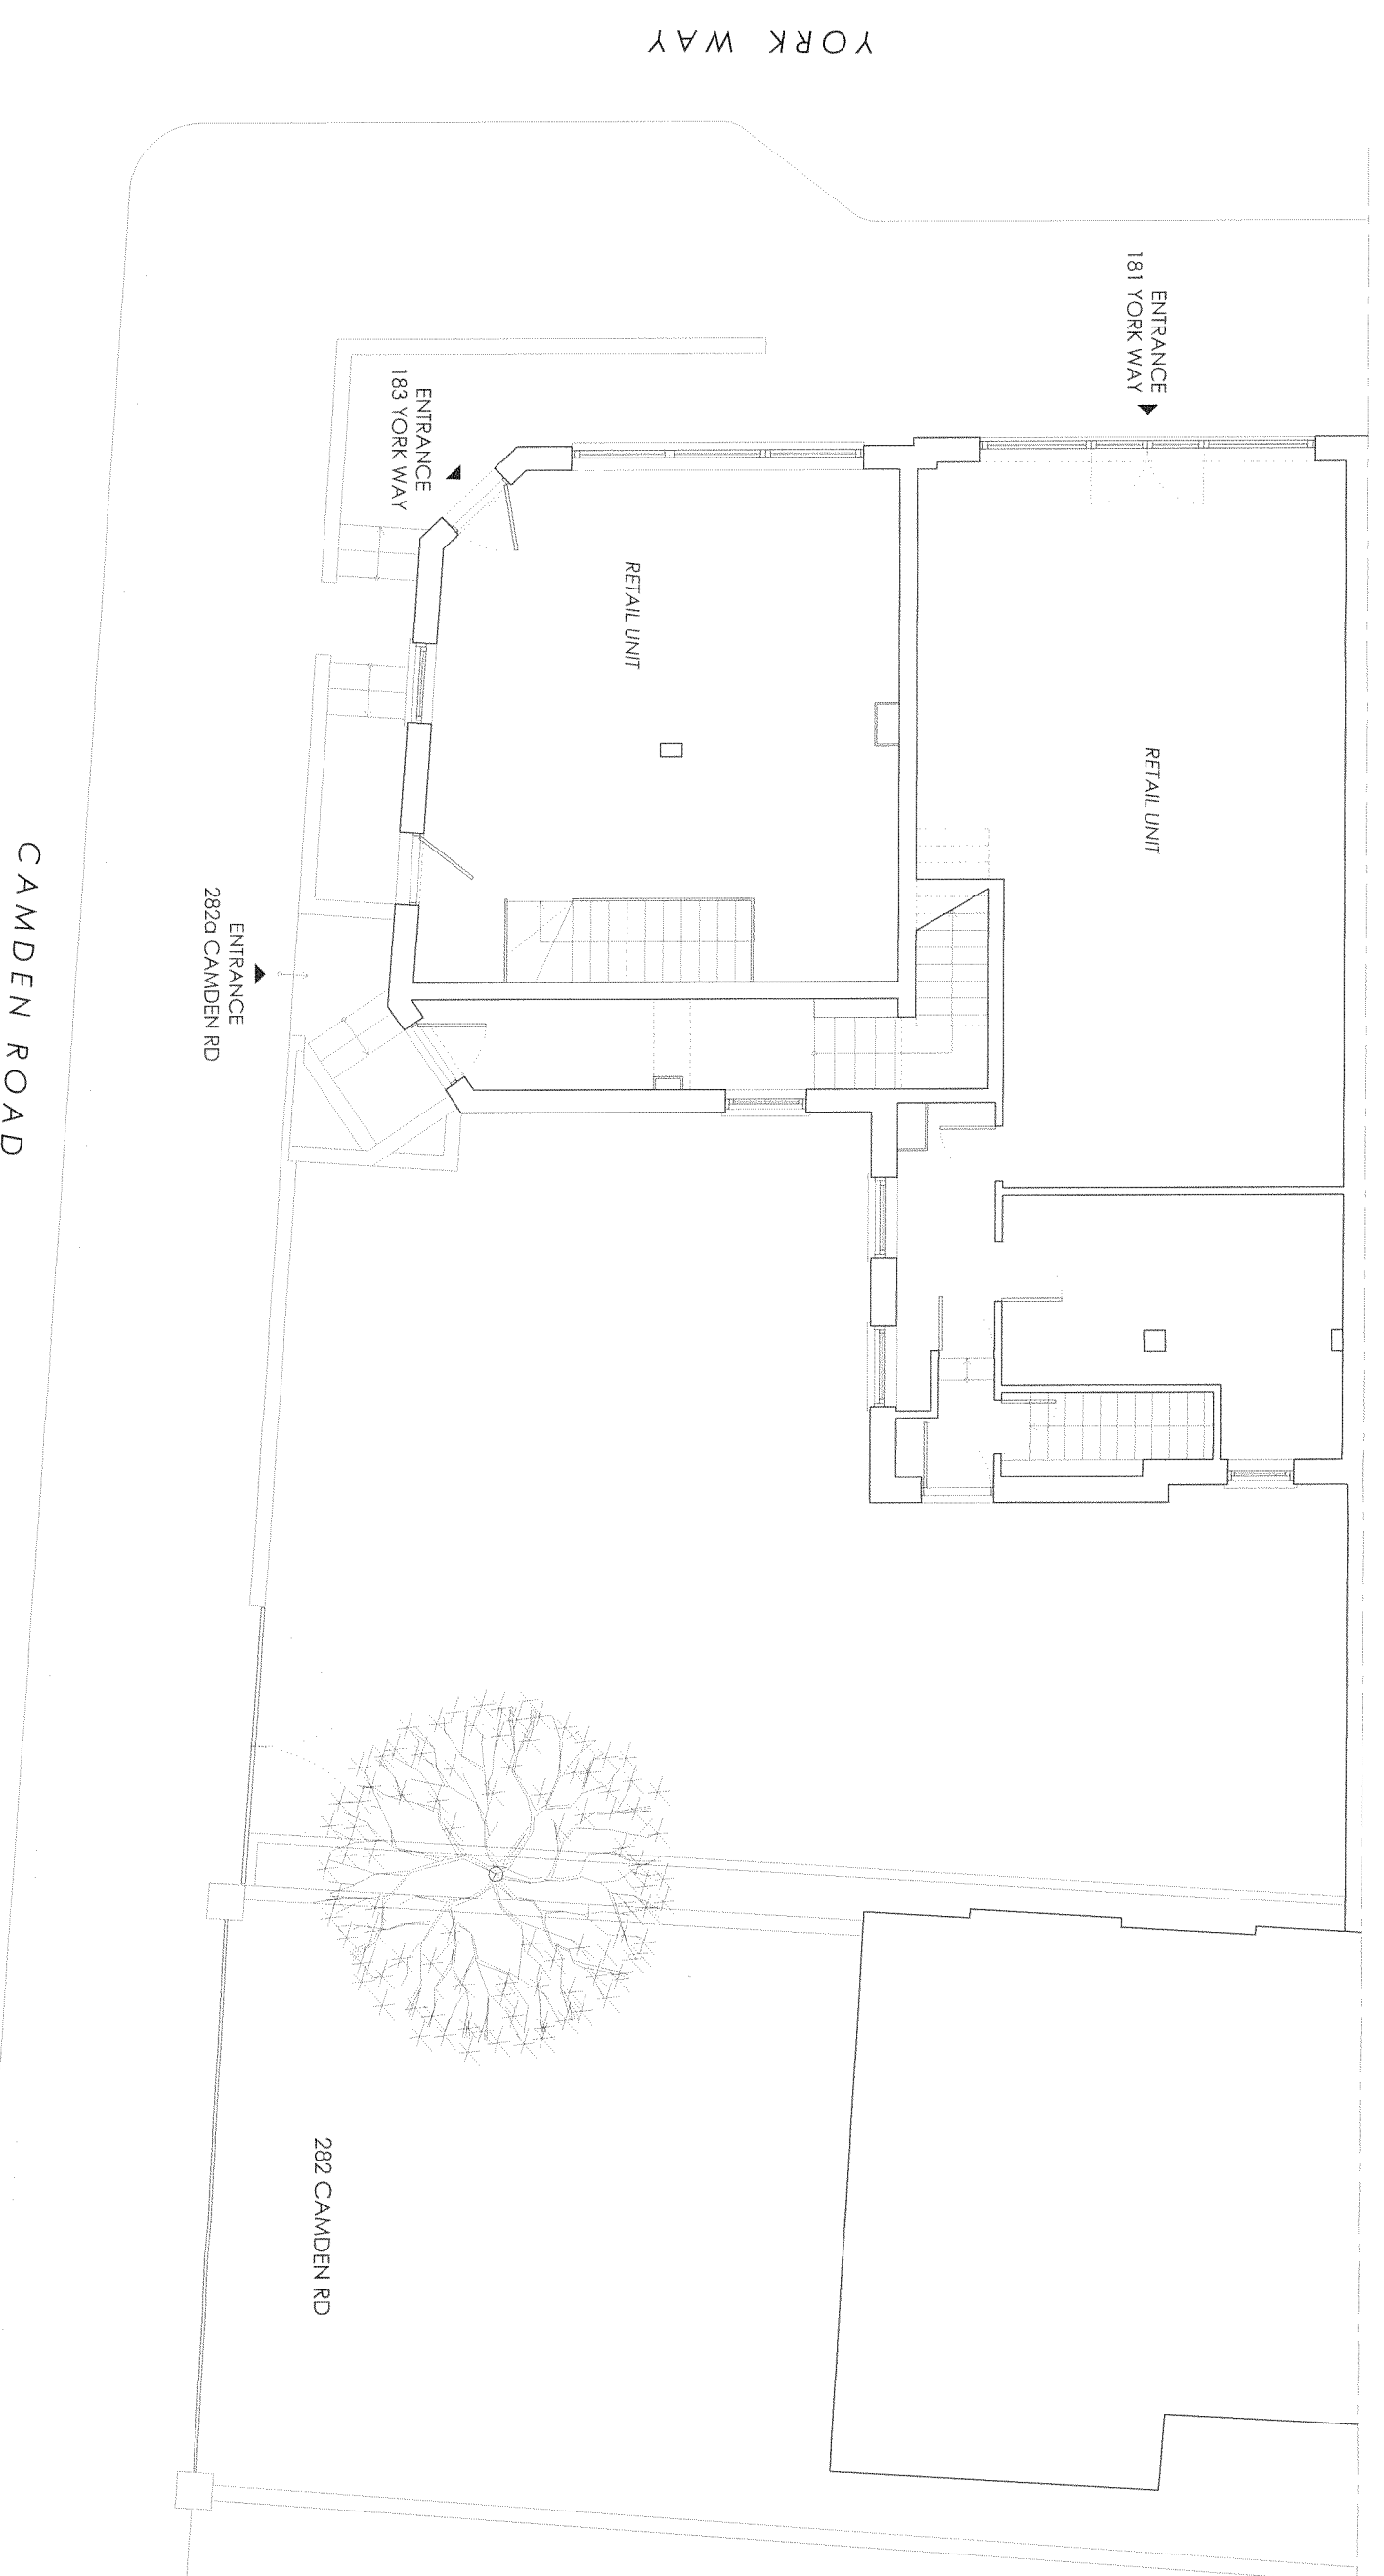 YORK WAY
ENTRANCE
181 YORK WAY
ENTRANCE
183 YORK WAY
RETAIL UNIT
RETAIL UNIT
ENTRANCE
282a CAMDEN RD
CAMDEN ROAD
282 CAMDEN RD